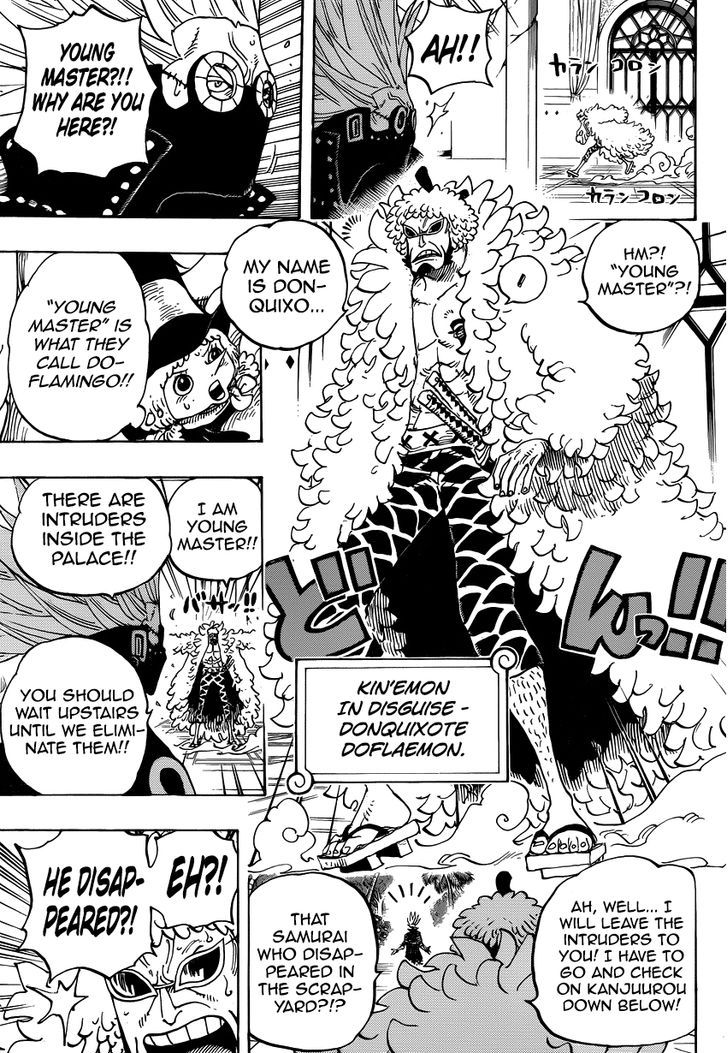 カラン コロン
カラン コロン
AH!!
YOUNG
MASTER?!!
WHY ARE YOU
HERE?!
HM?!
"YOUNG
MASTER"?!
MY NAME
IS DON-
QUIXO...
ど
んっ!!
KIN'EMON
IN DISGUISE -
DONQUIXOTE
DOFLAEMON.
"YOUNG
MASTER" IS
WHAT THEY
CALL DO-
FLAMINGO!!
I AM
YOUNG
MASTER!!
バサン!!
THERE ARE
INTRUDERS
INSIDE THE
PALACE!!
YOU SHOULD
WAIT UPSTAIRS
UNTIL WE ELIMI-
NATE THEM!!
AH, WELL... I
WILL LEAVE THE
INTRUDERS TO
YOU! I HAVE TO
GO AND CHECK
ON KANJUUROU
DOWN BELOW!
THAT
SAMURAI
WHO DISAP-
PEARED IN
THE SCRAP-
YARD?!?
EH?!
HE DISAP-
PEARED?!